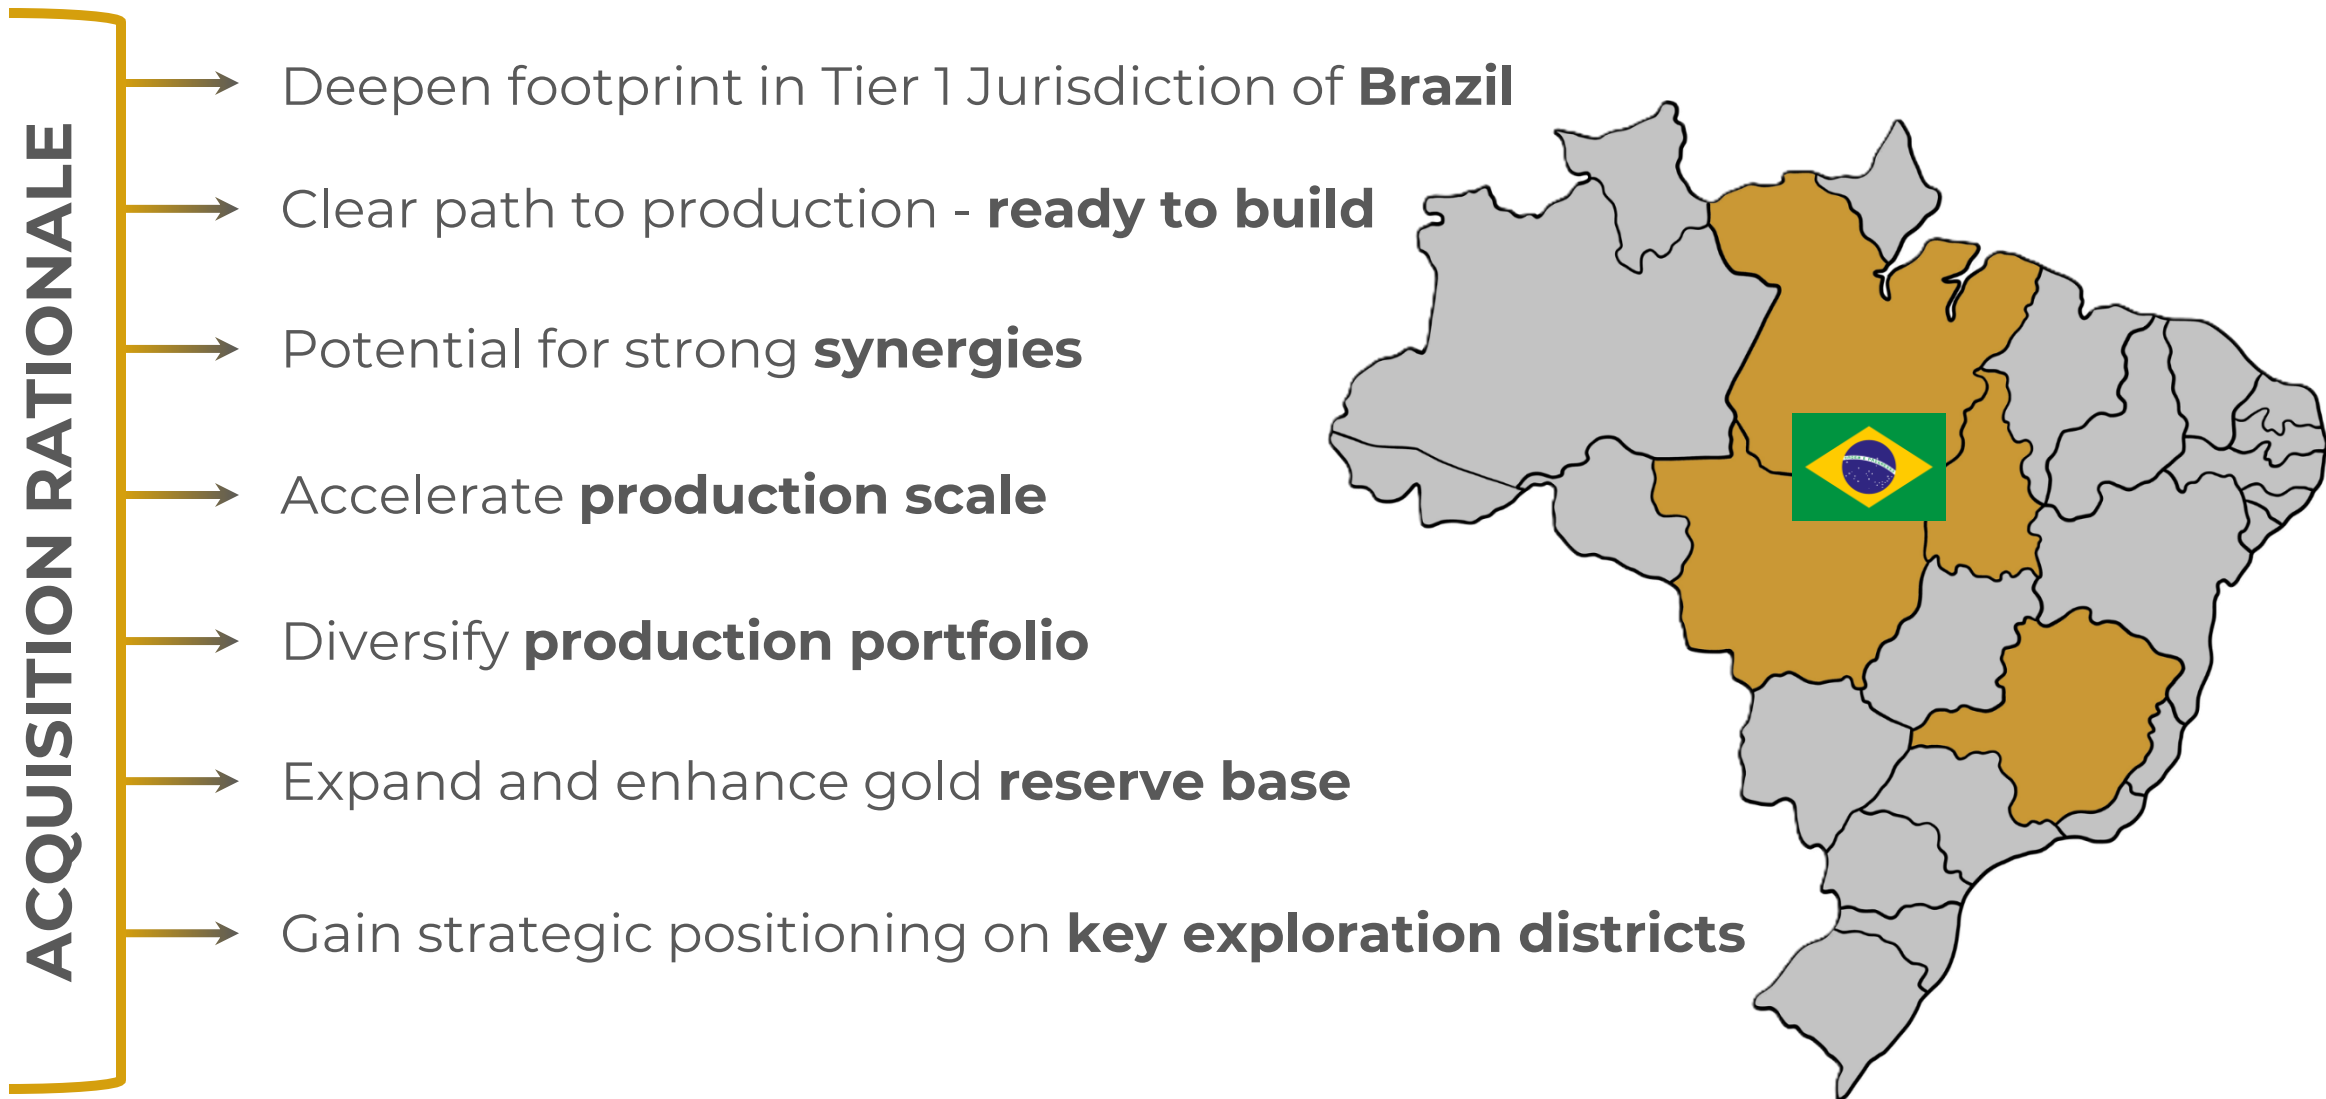 ACQUISITION RATIONALE
Deepen footprint in Tier 1 Jurisdiction of Brazil
Clear path to production - ready to build
Potential for strong synergies
Accelerate production scale
Diversify production portfolio
Expand and enhance gold reserve base
Gain strategic positioning on key exploration districts